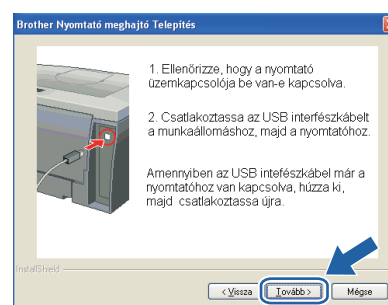 Brother Nyomtató meghajtó Telepítés
1. Ellenőrizze, hogy a nyomtató
üzemkapcsolója be van-e kapcsolva.
2. Csatlakoztassa az USB interfészkábelt
a munkaállomáshoz, majd a nyomtatóhoz.
Amennyiben az USB intefészkábel már a
nyomtatóhoz van kapcsolva, húzza ki,
majd csatlakoztassa újra.
InstallShield
< Vissza Tovább > Mégse